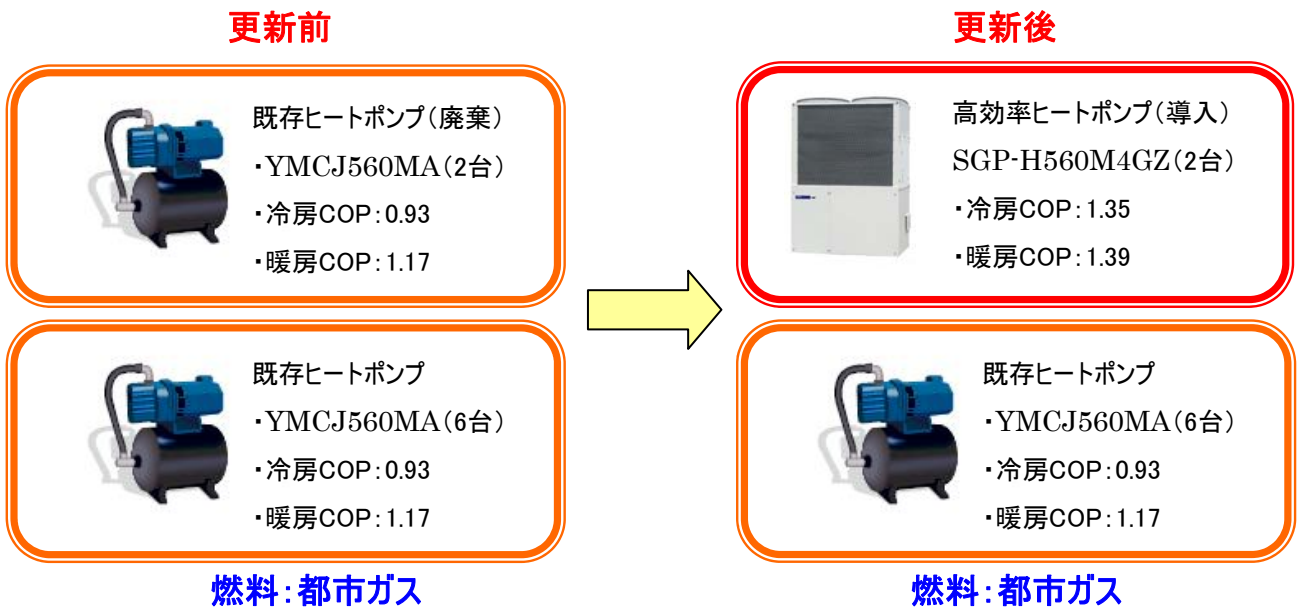 更新前
既存ヒートポンプ（廃棄）
・YMCJ560MA（2台）
・冷房COP：0.93
・暖房COP：1.17
既存ヒートポンプ
・YMCJ560MA（6台）
・冷房COP：0.93
・暖房COP：1.17
燃料：都市ガス
更新後
高効率ヒートポンプ（導入）
SGP-H560M4GZ（2台）
・冷房COP：1.35
・暖房COP：1.39
既存ヒートポンプ
・YMCJ560MA（6台）
・冷房COP：0.93
・暖房COP：1.17
燃料：都市ガス